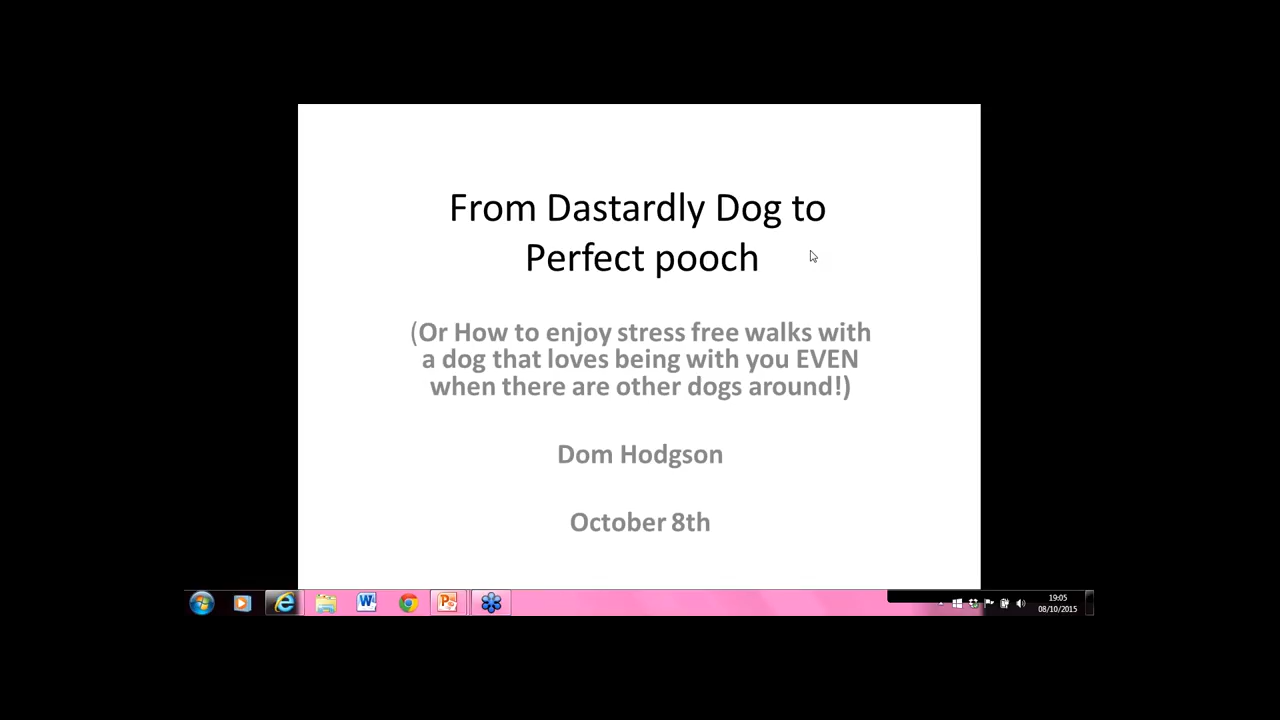 From Dastardly Dog to
Perfect pooch
(Or How to enjoy stress free walks with
a dog that loves being with you EVEN
when there are other dogs around!)
Dom Hodgson
October 8th
19:05
08/10/2015